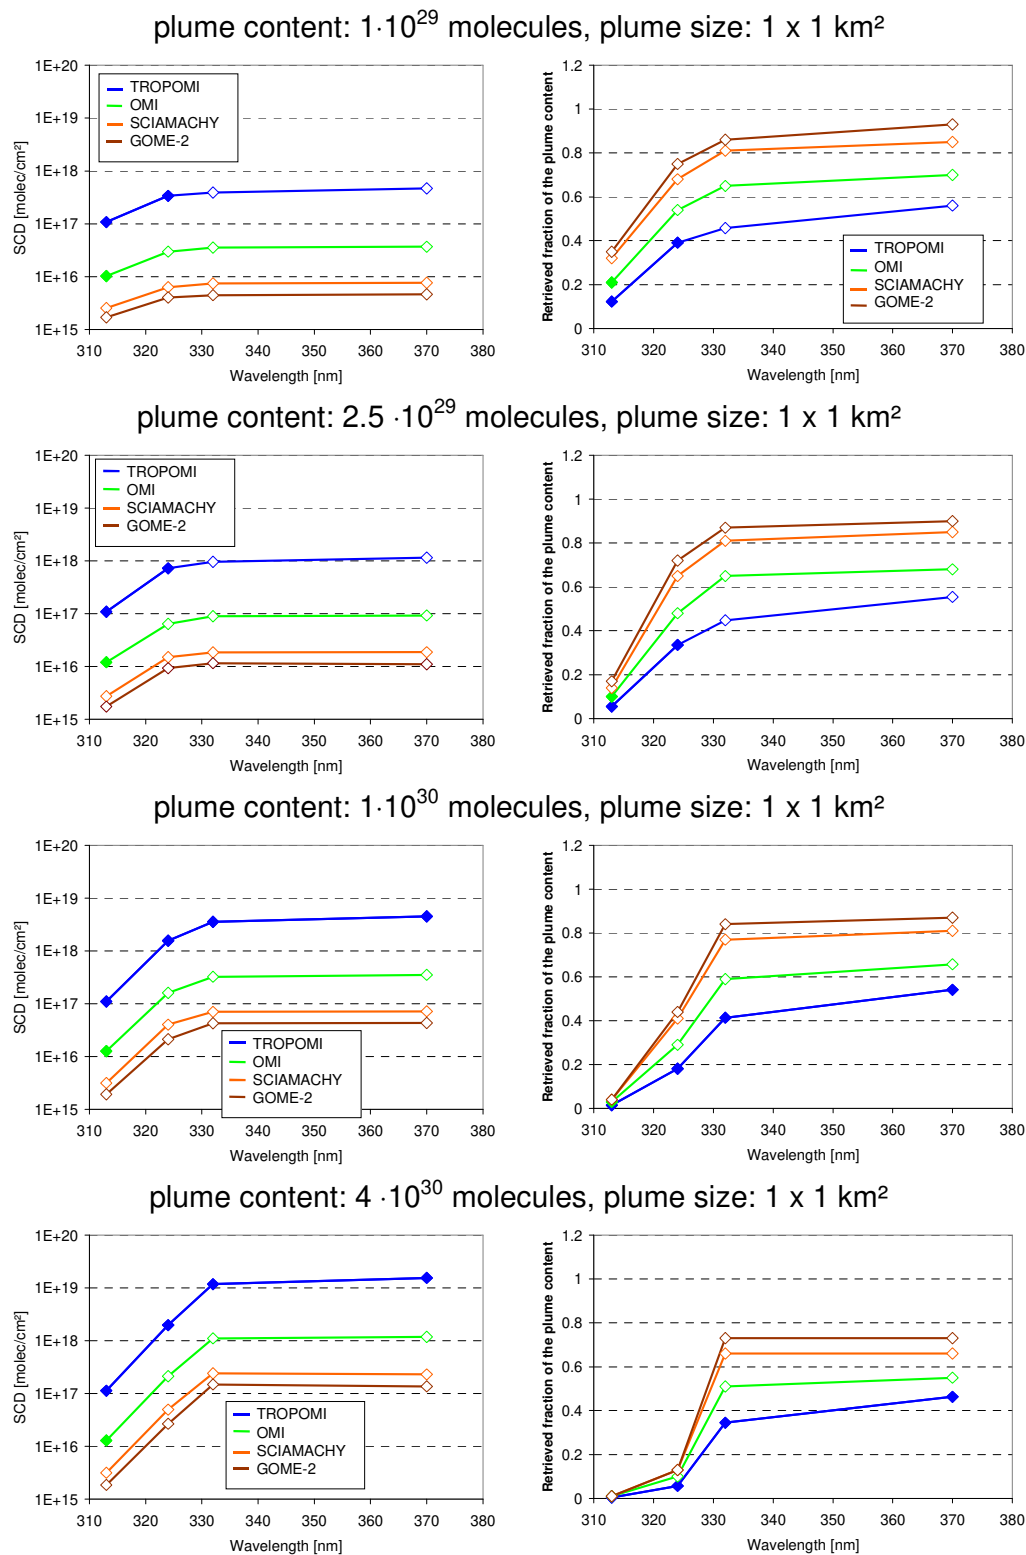 plume content: 1·10²⁹ molecules, plume size: 1 x 1 km²
1E+20
1E+19
1E+18
1E+17
1E+16
1E+15
SCD [molec/cm²]
TROPOMI
OMI
SCIAMACHY
GOME-2
310 320 330 340 350 360 370 380
Wavelength [nm]
1.2
1
0.8
0.6
0.4
0.2
0
Retrieved fraction of the plume content
TROPOMI
OMI
SCIAMACHY
GOME-2
310 320 330 340 350 360 370 380
Wavelength [nm]
plume content: 2.5 ·10²⁹ molecules, plume size: 1 x 1 km²
1E+20
1E+19
1E+18
1E+17
1E+16
1E+15
SCD [molec/cm²]
TROPOMI
OMI
SCIAMACHY
GOME-2
310 320 330 340 350 360 370 380
Wavelength [nm]
1.2
1
0.8
0.6
0.4
0.2
0
Retrieved fraction of the plume content
310 320 330 340 350 360 370 380
Wavelength [nm]
plume content: 1·10³⁰ molecules, plume size: 1 x 1 km²
1E+20
1E+19
1E+18
1E+17
1E+16
1E+15
SCD [molec/cm²]
TROPOMI
OMI
SCIAMACHY
GOME-2
310 320 330 340 350 360 370 380
Wavelength [nm]
1.2
1
0.8
0.6
0.4
0.2
0
Retrieved fraction of the plume content
310 320 330 340 350 360 370 380
Wavelength [nm]
plume content: 4 ·10³⁰ molecules, plume size: 1 x 1 km²
1E+20
1E+19
1E+18
1E+17
1E+16
1E+15
SCD [molec/cm²]
TROPOMI
OMI
SCIAMACHY
GOME-2
310 320 330 340 350 360 370 380
Wavelength [nm]
1.2
1
0.8
0.6
0.4
0.2
0
Retrieved fraction of the plume content
310 320 330 340 350 360 370 380
Wavelength [nm]